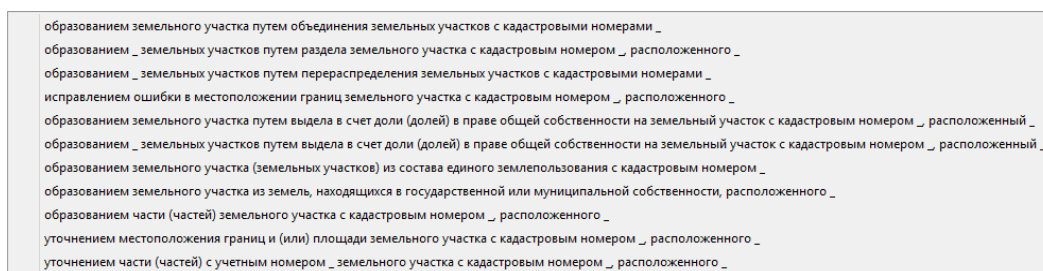 образованием земельного участка путем объединения земельных участков с кадастровыми номерами _
образованием _ земельных участков путем раздела земельного участка с кадастровым номером _, расположенного _
образованием _ земельных участков путем перераспределения земельных участков с кадастровыми номерами _
исправлением ошибки в местоположении границ земельного участка с кадастровым номером _, расположенного _
образованием земельного участка путем выдела в счет доли (долей) в праве общей собственности на земельный участок с кадастровым номером _, расположенный _
образованием _ земельных участков путем выдела в счет доли (долей) в праве общей собственности на земельный участок с кадастровым номером _, расположенный _
образованием земельного участка (земельных участков) из состава единого землепользования с кадастровым номером _
образованием земельного участка из земель, находящихся в государственной или муниципальной собственности, расположенного _
образованием части (частей) земельного участка с кадастровым номером _, расположенного _
уточнением местоположения границ и (или) площади земельного участка с кадастровым номером _, расположенного _
уточнением части (частей) с учетным номером _ земельного участка с кадастровым номером _, расположенного _